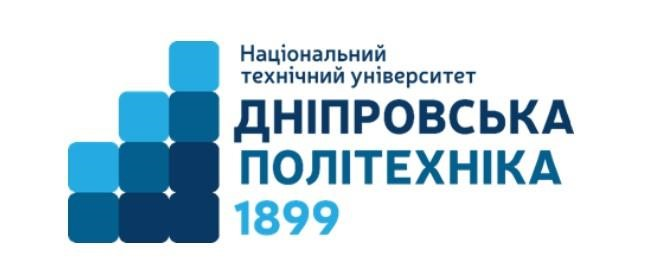 Національний
технічний університет
ДНІПРОВСЬКА
ПОЛІТЕХНІКА
1899